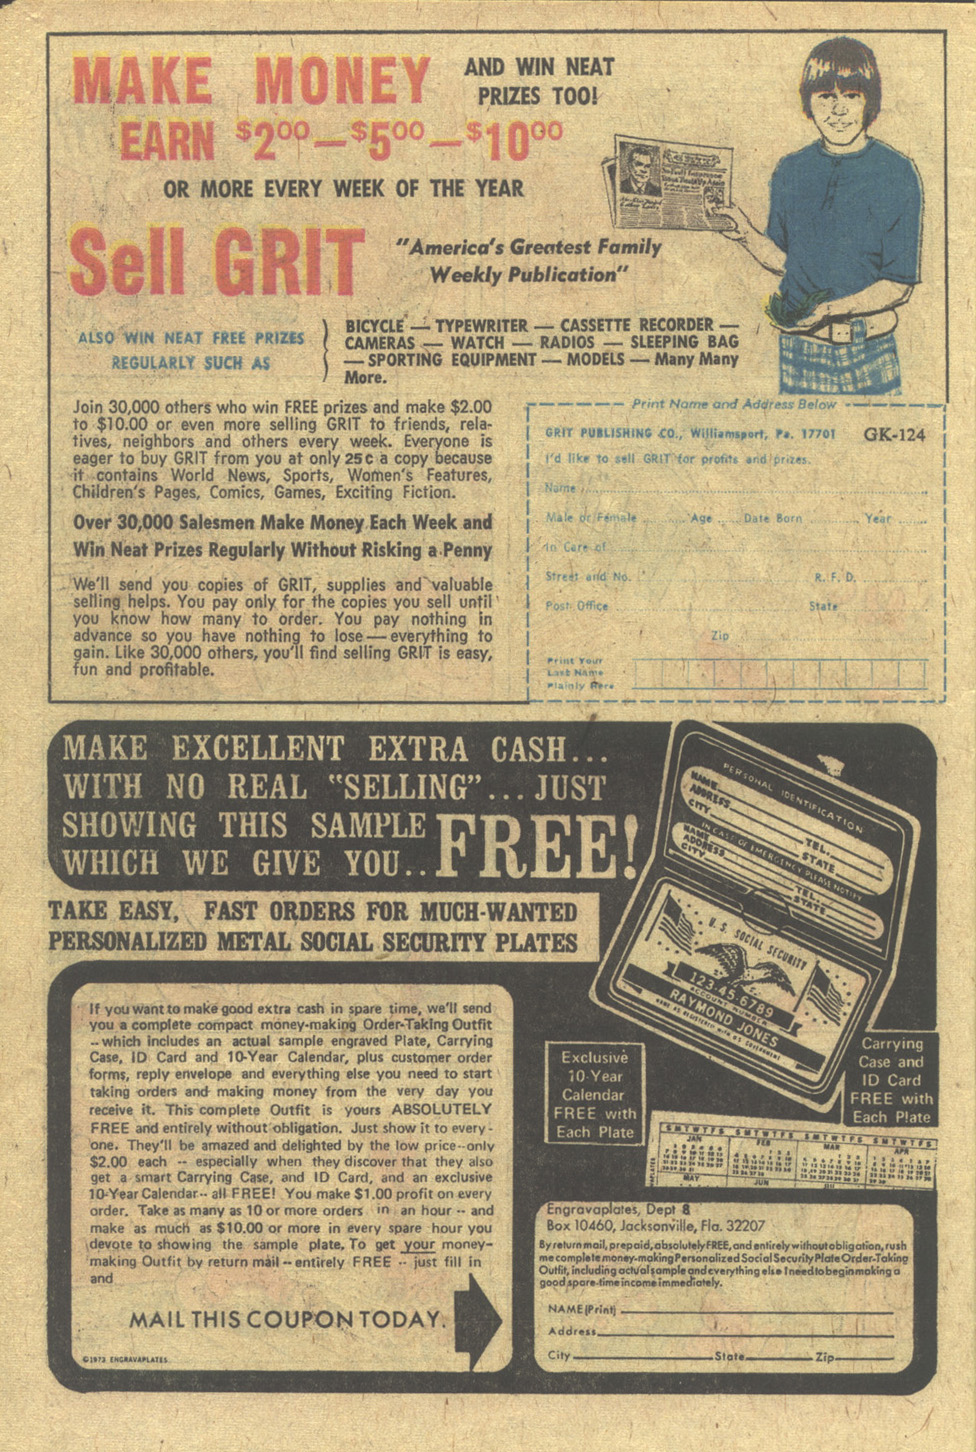 MAKE MONEY
AND WIN NEAT
PRIZES TOO!
EARN $2.00—$5.00—$10.00
OR MORE EVERY WEEK OF THE YEAR
Sell GRIT
"America's Greatest Family
Weekly Publication"
ALSO WIN NEAT FREE PRIZES
REGULARLY SUCH AS
BICYCLE — TYPEWRITER — CASSETTE RECORDER —
CAMERAS — WATCH — RADIOS — SLEEPING BAG
— SPORTING EQUIPMENT — MODELS — Many Many
More.
Join 30,000 others who win FREE prizes and make $2.00
to $10.00 or even more selling GRIT to friends, rela-
tives, neighbors and others every week. Everyone is
eager to buy GRIT from you at only 25¢ a copy because
it contains World News, Sports, Women's Features,
Children's Pages, Comics, Games, Exciting Fiction.
Over 30,000 Salesmen Make Money Each Week and
Win Neat Prizes Regularly Without Risking a Penny
We'll send you copies of GRIT, supplies and valuable
selling helps. You pay only for the copies you sell until
you know how many to order. You pay nothing in
advance so you have nothing to lose — everything to
gain. Like 30,000 others, you'll find selling GRIT is easy,
fun and profitable.
Print Name and Address Below
GRIT PUBLISHING CO., Williamsport, Pa. 17701 GK-124
I'd like to sell GRIT for profits and prizes.
Name
Male or Female Age Date Born Year
In Care of
Street and No. R. F. D.
Post Office State
Zip
Print Your
Last Name
Plainly Here
MAKE EXCELLENT EXTRA CASH...
WITH NO REAL "SELLING"... JUST
SHOWING THIS SAMPLE
WHICH WE GIVE YOU.. FREE!
TAKE EASY, FAST ORDERS FOR MUCH-WANTED
PERSONALIZED METAL SOCIAL SECURITY PLATES
PERSONAL IDENTIFICATION
NAME
ADDRESS TEL.
CITY STATE
IN CASE OF EMERGENCY PLEASE NOTIFY
NAME
ADDRESS TEL.
CITY STATE
U. S. SOCIAL SECURITY
123-45-6789
ACCOUNT NUMBER
RAYMOND JONES
NAME AS REGISTERED WITH U.S. GOVERNMENT
If you want to make good extra cash in spare time, we'll send
you a complete compact money-making Order-Taking Outfit
-- which includes an actual sample engraved Plate, Carrying
Case, ID Card and 10-Year Calendar, plus customer order
forms, reply envelope and everything else you need to start
taking orders and making money from the very day you
receive it. This complete Outfit is yours ABSOLUTELY
FREE and entirely without obligation. Just show it to every-
one. They'll be amazed and delighted by the low price--only
$2.00 each -- especially when they discover that they also
get a smart Carrying Case, and ID Card, and an exclusive
10-Year Calendar-- all FREE! You make $1.00 profit on every
order. Take as many as 10 or more orders in an hour -- and
make as much as $10.00 or more in every spare hour you
devote to showing the sample plate. To get your money-
making Outfit by return mail -- entirely FREE -- just fill in
and
MAIL THIS COUPON TODAY.
©1973 ENGRAVAPLATES
Exclusive
10-Year
Calendar
FREE with
Each Plate
Carrying
Case and
ID Card
FREE with
Each Plate
S M T W T F S S M T W T F S S M T W T F S S M T W T F S
JAN FEB MAR APR
MAY JUN JUL
Engravaplates, Dept 8
Box 10460, Jacksonville, Fla. 32207
By return mail, prepaid, absolutely FREE, and entirely without obligation, rush
me complete money-making Personalized Social Security Plate Order-Taking
Outfit, including actual sample and everything else I need to begin making a
good spare-time income immediately.
NAME (Print)
Address
City State Zip